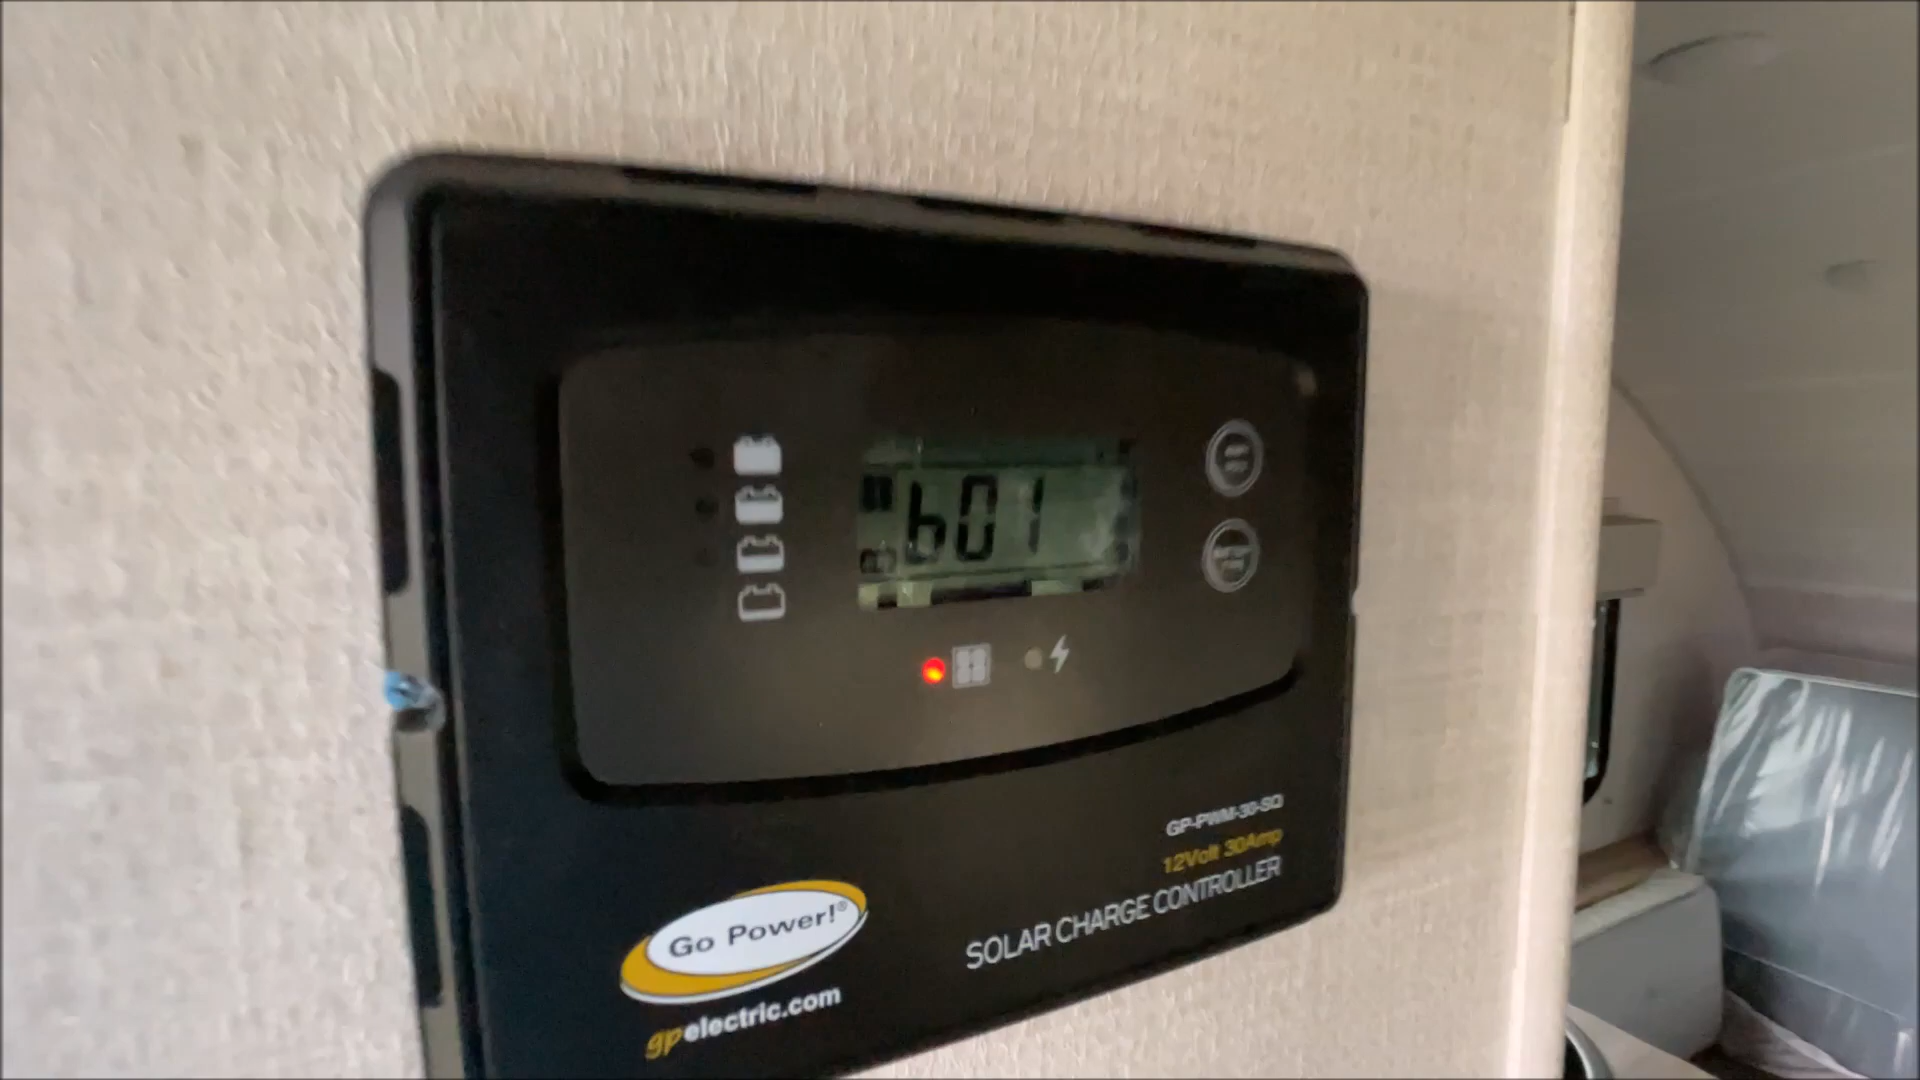 b01
GP-PWM-30-SQ
12Volt 30Amp
SOLAR CHARGE CONTROLLER
Go Power!®
gpelectric.com